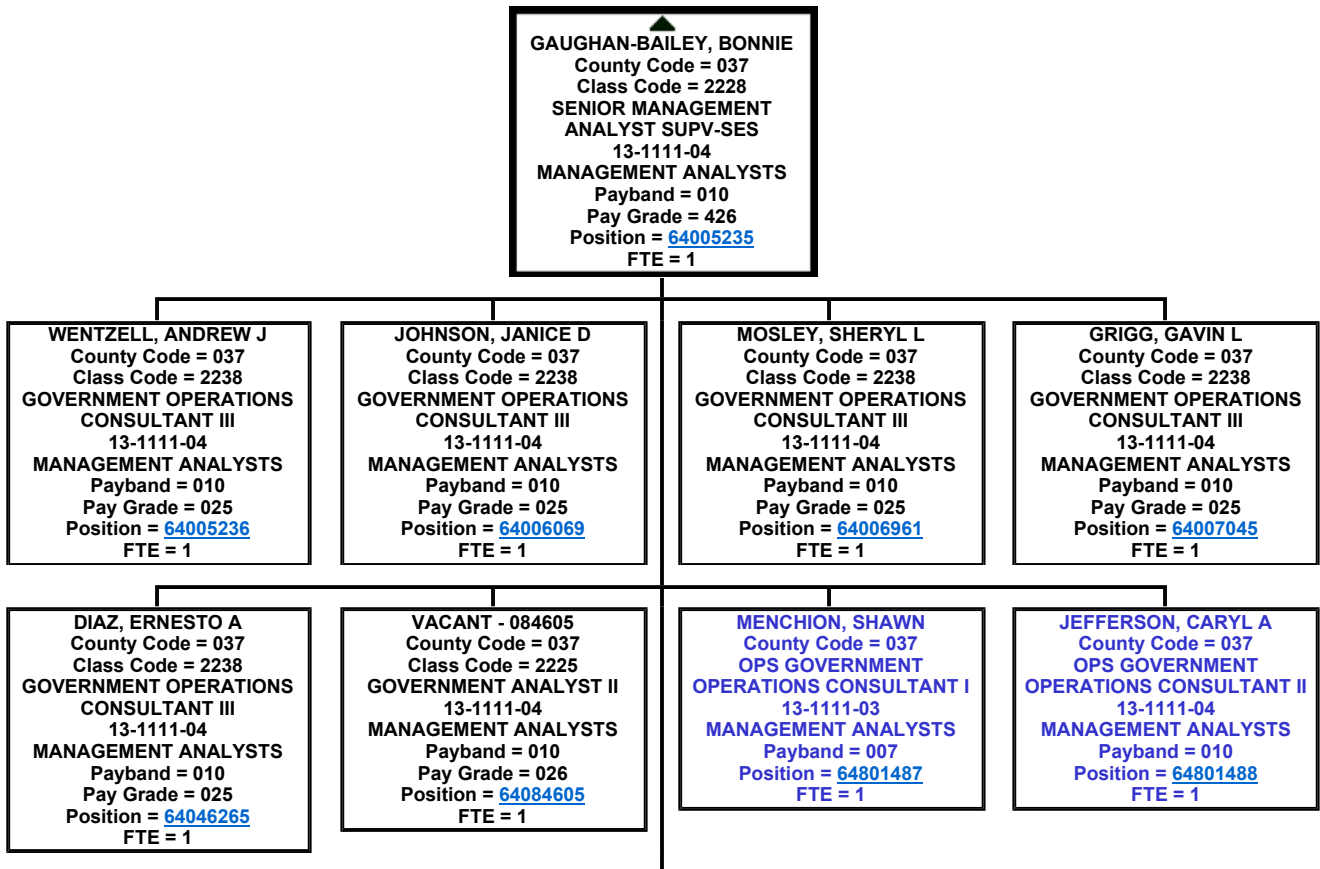 GAUGHAN-BAILEY, BONNIE
County Code = 037
Class Code = 2228
SENIOR MANAGEMENT
ANALYST SUPV-SES
13-1111-04
MANAGEMENT ANALYSTS
Payband = 010
Pay Grade = 426
Position = 64005235
FTE = 1
WENTZELL, ANDREW J
County Code = 037
Class Code = 2238
GOVERNMENT OPERATIONS
CONSULTANT III
13-1111-04
MANAGEMENT ANALYSTS
Payband = 010
Pay Grade = 025
Position = 64005236
FTE = 1
JOHNSON, JANICE D
County Code = 037
Class Code = 2238
GOVERNMENT OPERATIONS
CONSULTANT III
13-1111-04
MANAGEMENT ANALYSTS
Payband = 010
Pay Grade = 025
Position = 64006069
FTE = 1
MOSLEY, SHERYL L
County Code = 037
Class Code = 2238
GOVERNMENT OPERATIONS
CONSULTANT III
13-1111-04
MANAGEMENT ANALYSTS
Payband = 010
Pay Grade = 025
Position = 64006961
FTE = 1
GRIGG, GAVIN L
County Code = 037
Class Code = 2238
GOVERNMENT OPERATIONS
CONSULTANT III
13-1111-04
MANAGEMENT ANALYSTS
Payband = 010
Pay Grade = 025
Position = 64007045
FTE = 1
DIAZ, ERNESTO A
County Code = 037
Class Code = 2238
GOVERNMENT OPERATIONS
CONSULTANT III
13-1111-04
MANAGEMENT ANALYSTS
Payband = 010
Pay Grade = 025
Position = 64046265
FTE = 1
VACANT - 084605
County Code = 037
Class Code = 2225
GOVERNMENT ANALYST II
13-1111-04
MANAGEMENT ANALYSTS
Payband = 010
Pay Grade = 026
Position = 64084605
FTE = 1
MENCHION, SHAWN
County Code = 037
OPS GOVERNMENT
OPERATIONS CONSULTANT I
13-1111-03
MANAGEMENT ANALYSTS
Payband = 007
Position = 64801487
FTE = 1
JEFFERSON, CARYL A
County Code = 037
OPS GOVERNMENT
OPERATIONS CONSULTANT II
13-1111-04
MANAGEMENT ANALYSTS
Payband = 010
Position = 64801488
FTE = 1